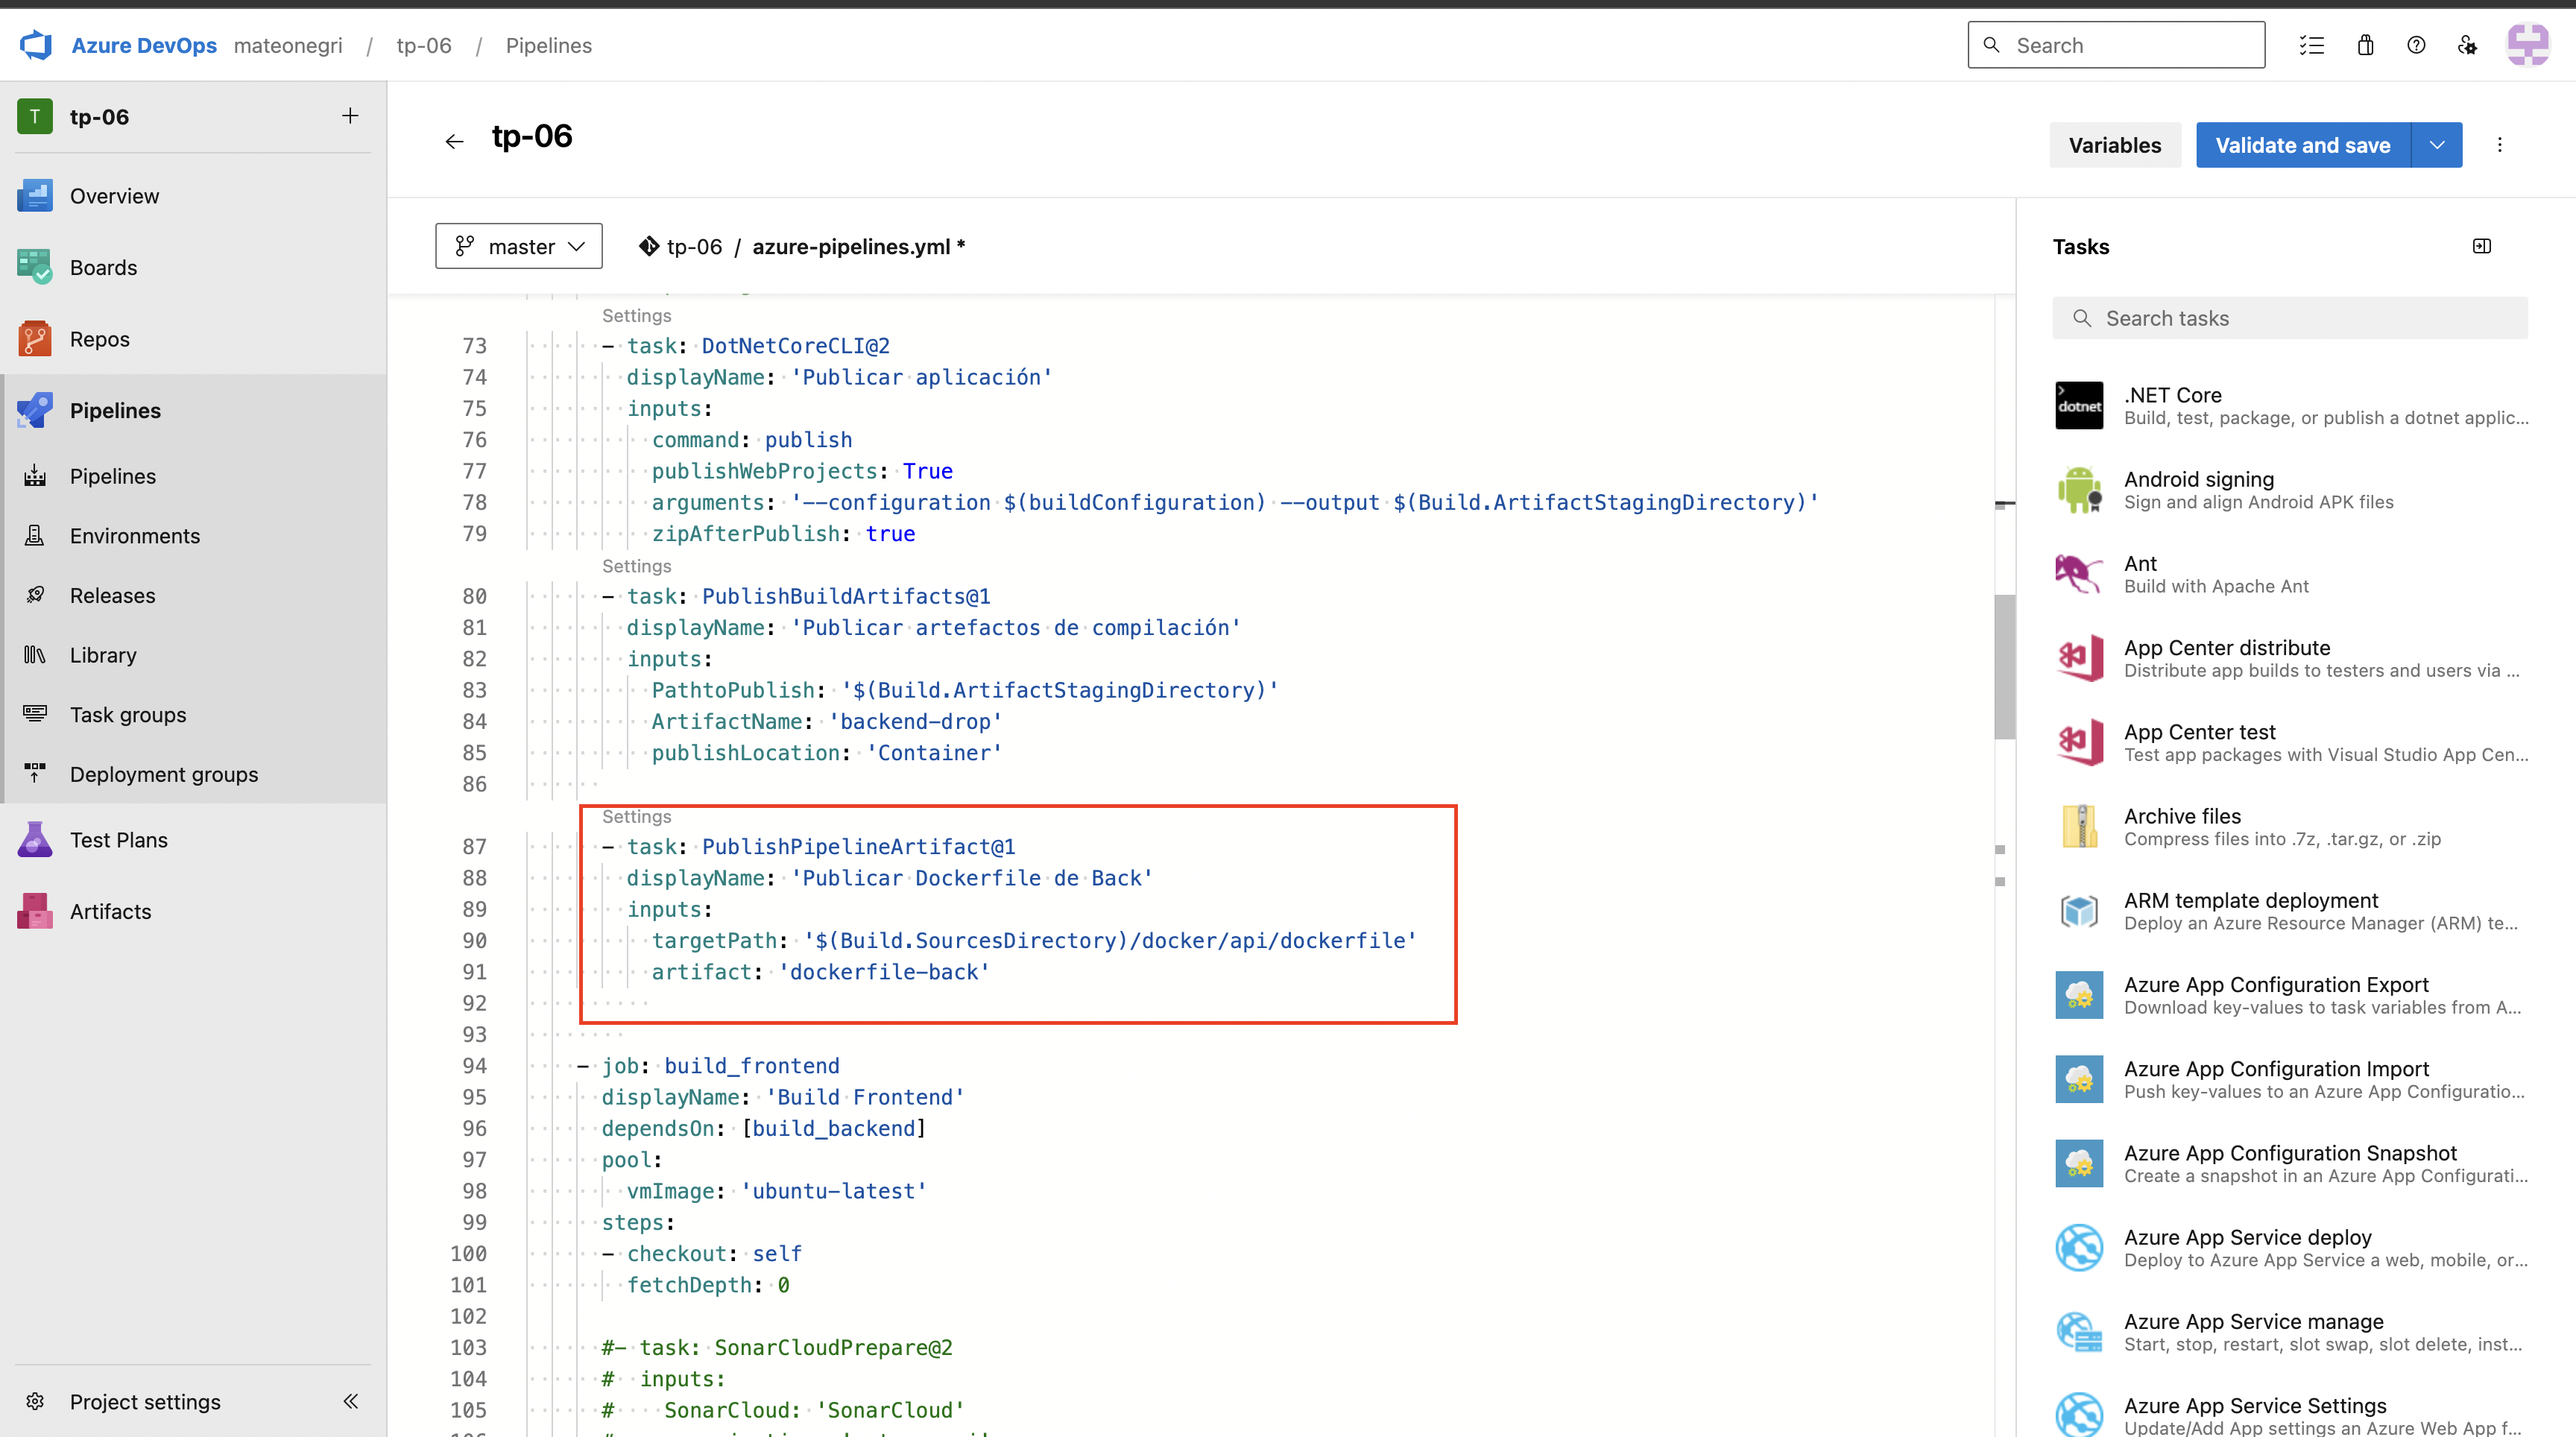 Azure DevOps mateonegri / tp-06 / Pipelines
Search
T tp-06
Overview
Boards
Repos
Pipelines
Pipelines
Environments
Releases
Library
Task groups
Deployment groups
Test Plans
Artifacts
Project settings
tp-06
Variables
Validate and save
master
tp-06 / azure-pipelines.yml *
Settings
73 - task: DotNetCoreCLI@2
74 displayName: 'Publicar aplicación'
75 inputs:
76 command: publish
77 publishWebProjects: True
78 arguments: '--configuration $(buildConfiguration) --output $(Build.ArtifactStagingDirectory)'
79 zipAfterPublish: true
Settings
80 - task: PublishBuildArtifacts@1
81 displayName: 'Publicar artefactos de compilación'
82 inputs:
83 PathtoPublish: '$(Build.ArtifactStagingDirectory)'
84 ArtifactName: 'backend-drop'
85 publishLocation: 'Container'
86
Settings
87 - task: PublishPipelineArtifact@1
88 displayName: 'Publicar Dockerfile de Back'
89 inputs:
90 targetPath: '$(Build.SourcesDirectory)/docker/api/dockerfile'
91 artifact: 'dockerfile-back'
92
93
94 - job: build_frontend
95 displayName: 'Build Frontend'
96 dependsOn: [build_backend]
97 pool:
98 vmImage: 'ubuntu-latest'
99 steps:
100 - checkout: self
101 fetchDepth: 0
102
103 #- task: SonarCloudPrepare@2
104 # inputs:
105 # SonarCloud: 'SonarCloud'
Tasks
Search tasks
dotnet
.NET Core
Build, test, package, or publish a dotnet applic...
Android signing
Sign and align Android APK files
Ant
Build with Apache Ant
App Center distribute
Distribute app builds to testers and users via ...
App Center test
Test app packages with Visual Studio App Cen...
Archive files
Compress files into .7z, .tar.gz, or .zip
ARM template deployment
Deploy an Azure Resource Manager (ARM) te...
Azure App Configuration Export
Download key-values to task variables from A...
Azure App Configuration Import
Push key-values to an Azure App Configuratio...
Azure App Configuration Snapshot
Create a snapshot in an Azure App Configurati...
Azure App Service deploy
Deploy to Azure App Service a web, mobile, or...
Azure App Service manage
Start, stop, restart, slot swap, slot delete, inst...
Azure App Service Settings
Update/Add App settings an Azure Web App f...